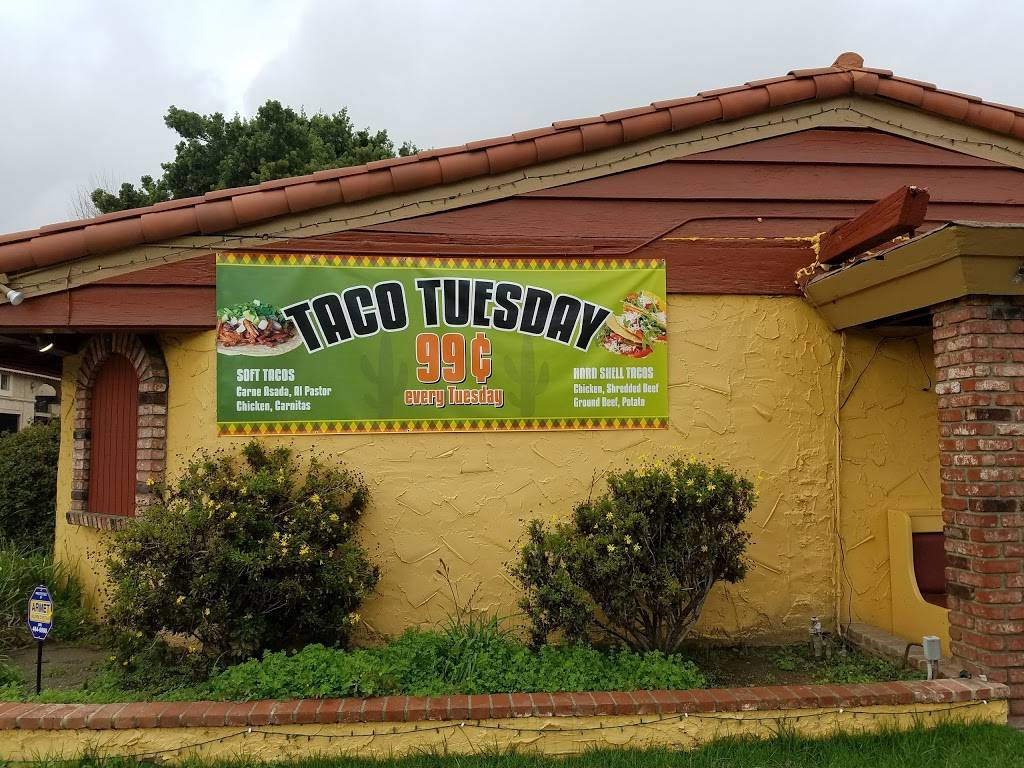 TACO TUESDAY
99¢
every Tuesday
SOFT TACOS
Carne Asada, Al Pastor
Chicken, Carnitas
HARD SHELL TACOS
Chicken, Shredded Beef
Ground Beef, Potato
ARMET